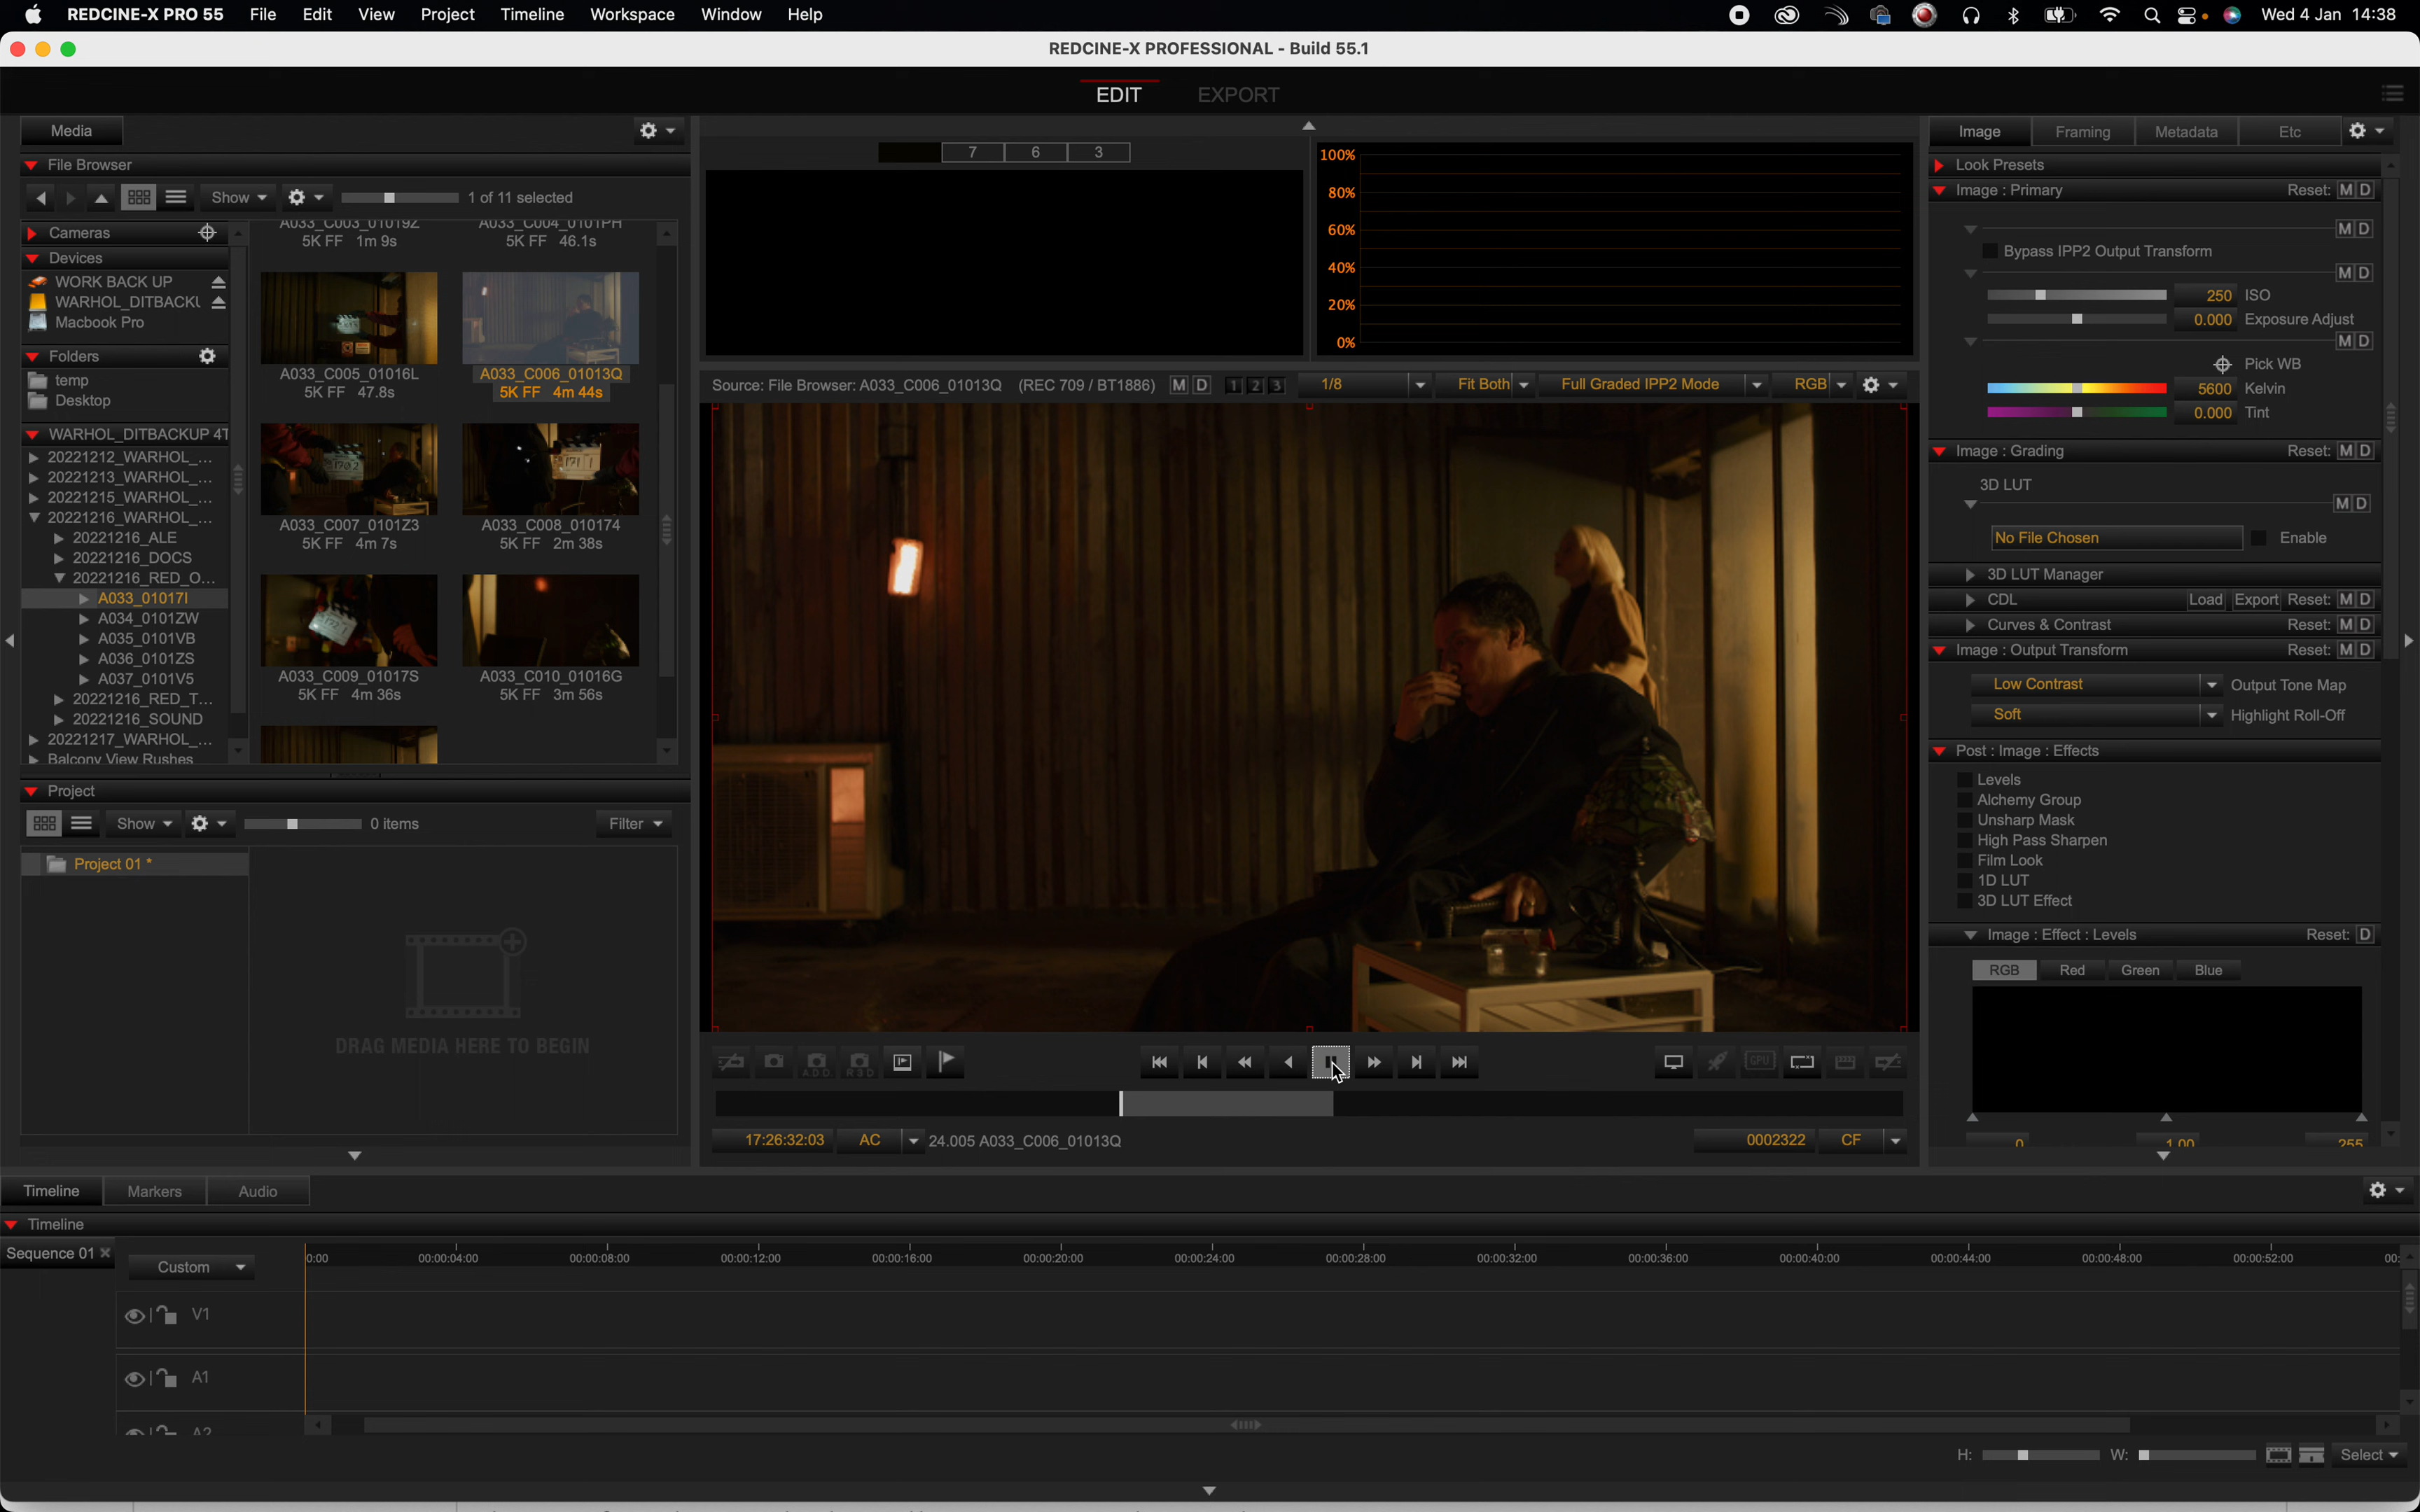 REDCINE-X PRO 55 File Edit View Project Timeline Workspace Window Help Wed 4 Jan 14:38
REDCINE-X PROFESSIONAL - Build 55.1
EDIT EXPORT
Media
File Browser
Show 1 of 11 selected
Cameras
Devices
WORK BACK UP
WARHOL_DITBACKU
Macbook Pro
Folders
temp
Desktop
WARHOL_DITBACKUP 4T
20221212_WARHOL_...
20221213_WARHOL_...
20221215_WARHOL_...
20221216_WARHOL_...
20221216_ALE
20221216_DOCS
20221216_RED_O...
A033_01017I
A034_0101ZW
A035_0101VB
A036_0101ZS
A037_0101V5
20221216_RED_T...
20221216_SOUND
20221217_WARHOL_...
Balcony View Rushes
A033_C003_01019Z A033_C004_0101PH
5K FF 1m 9s 5K FF 46.1s
A033_C005_01016L A033_C006_01013Q
5K FF 47.8s 5K FF 4m 44s
A033_C007_0101Z3 A033_C008_010174
5K FF 4m 7s 5K FF 2m 38s
A033_C009_01017S A033_C010_01016G
5K FF 4m 36s 5K FF 3m 56s
Project
Show 0 items Filter
Project 01 *
DRAG MEDIA HERE TO BEGIN
7 6 3
100%
80%
60%
40%
20%
0%
Source: File Browser: A033_C006_01013Q (REC 709 / BT1886) M D 1 2 3 1/8 Fit Both Full Graded IPP2 Mode RGB
A.D.D. R3D GPU
17:26:32:03 AC 24.005 A033_C006_01013Q 0002322 CF
Image Framing Metadata Etc
Look Presets
Image : Primary Reset: M D
M D
Bypass IPP2 Output Transform
M D
250 ISO
0.000 Exposure Adjust
M D
Pick WB
5600 Kelvin
0.000 Tint
Image : Grading Reset: M D
3D LUT
M D
No File Chosen Enable
3D LUT Manager
CDL Load Export Reset: M D
Curves & Contrast Reset: M D
Image : Output Transform Reset: M D
Low Contrast Output Tone Map
Soft Highlight Roll-Off
Post : Image : Effects
Levels
Alchemy Group
Unsharp Mask
High Pass Sharpen
Film Look
1D LUT
3D LUT Effect
Image : Effect : Levels Reset: D
RGB Red Green Blue
0 1.00 255
Timeline Markers Audio
Timeline
Sequence 01
Custom
0:00 00:00:04:00 00:00:08:00 00:00:12:00 00:00:16:00 00:00:20:00 00:00:24:00 00:00:28:00 00:00:32:00 00:00:36:00 00:00:40:00 00:00:44:00 00:00:48:00 00:00:52:00 00:
V1
A1
A2
H: W: Select